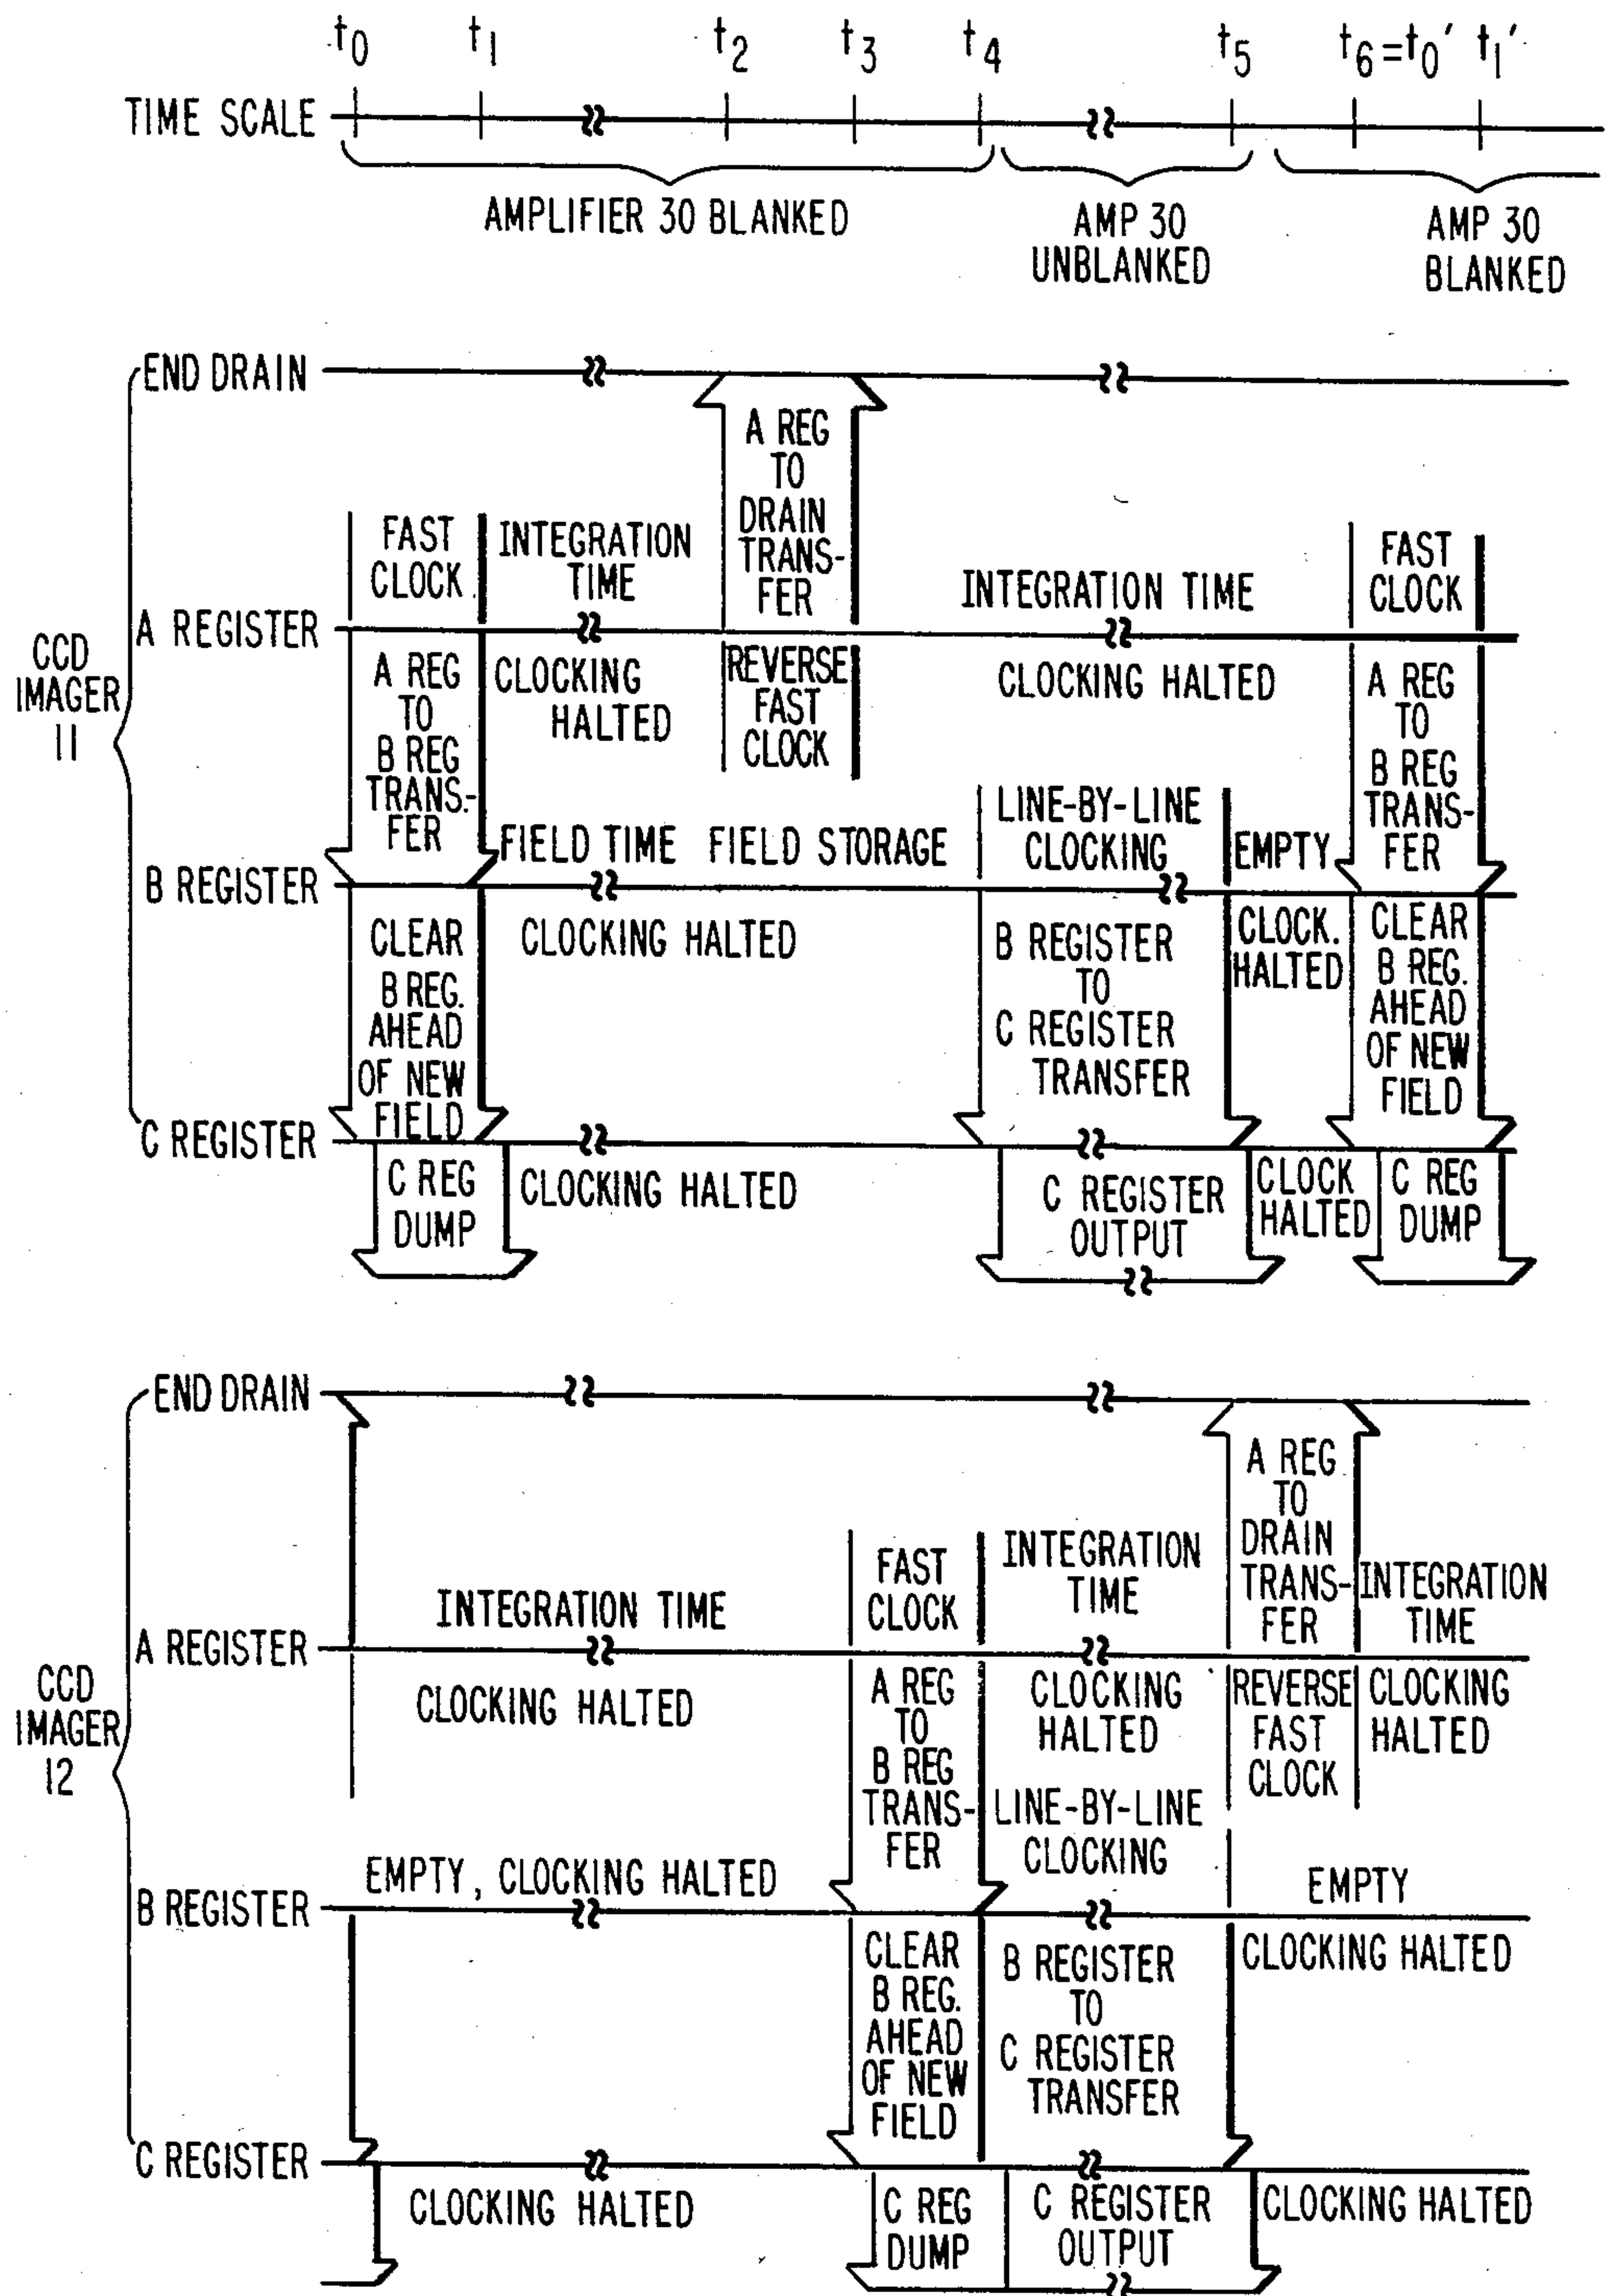 t0 t1 t2 t3 t4 t5 t6=t0' t1'
TIME SCALE
AMPLIFIER 30 BLANKED
AMP 30
UNBLANKED
AMP 30
BLANKED
CCD
IMAGER
11
END DRAIN
A REG
TO
DRAIN
TRANS-
FER
FAST
CLOCK
INTEGRATION
TIME
INTEGRATION TIME
FAST
CLOCK
A REGISTER
A REG
TO
B REG
TRANS-
FER
CLOCKING
HALTED
REVERSE
FAST
CLOCK
CLOCKING HALTED
A REG
TO
B REG
TRANS-
FER
FIELD TIME FIELD STORAGE
LINE-BY-LINE
CLOCKING
EMPTY
B REGISTER
CLEAR
B REG.
AHEAD
OF NEW
FIELD
CLOCKING HALTED
B REGISTER
TO
C REGISTER
TRANSFER
CLOCK.
HALTED
CLEAR
B REG.
AHEAD
OF NEW
FIELD
C REGISTER
C REG
DUMP
CLOCKING HALTED
C REGISTER
OUTPUT
CLOCK
HALTED
C REG
DUMP
CCD
IMAGER
12
END DRAIN
A REG
TO
DRAIN
TRANS-
FER
INTEGRATION TIME
FAST
CLOCK
INTEGRATION
TIME
INTEGRATION
TIME
A REGISTER
CLOCKING HALTED
A REG
TO
B REG
TRANS-
FER
CLOCKING
HALTED
REVERSE
FAST
CLOCK
CLOCKING
HALTED
LINE-BY-LINE
CLOCKING
EMPTY, CLOCKING HALTED
EMPTY
B REGISTER
CLEAR
B REG.
AHEAD
OF NEW
FIELD
B REGISTER
TO
C REGISTER
TRANSFER
CLOCKING HALTED
C REGISTER
CLOCKING HALTED
C REG
DUMP
C REGISTER
OUTPUT
CLOCKING HALTED